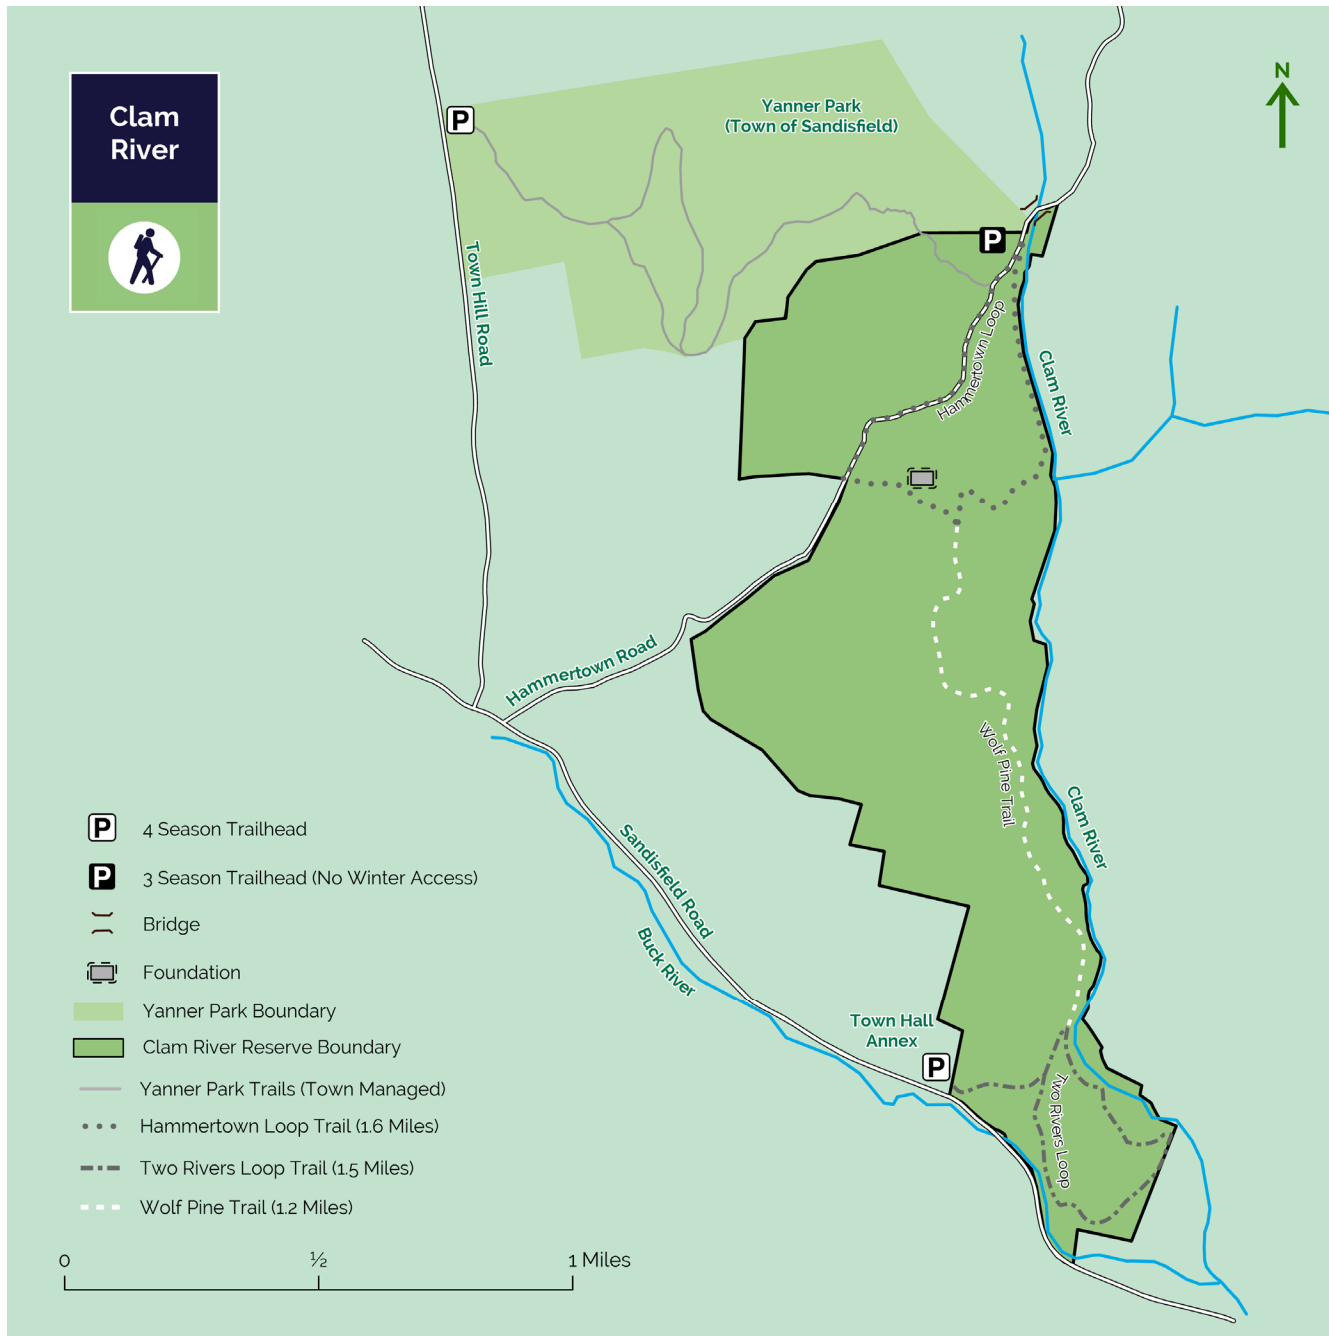 Clam
River
N
P
Yanner Park
(Town of Sandisfield)
P
Town Hill Road
Hammertown Loop
Clam River
Hammertown Road
Wolf Pine Trail
Clam River
Sandisfield Road
Buck River
Town Hall
Annex
P
Two Rivers Loop
P 4 Season Trailhead
P 3 Season Trailhead (No Winter Access)
Bridge
Foundation
Yanner Park Boundary
Clam River Reserve Boundary
Yanner Park Trails (Town Managed)
Hammertown Loop Trail (1.6 Miles)
Two Rivers Loop Trail (1.5 Miles)
Wolf Pine Trail (1.2 Miles)
0 ½ 1 Miles